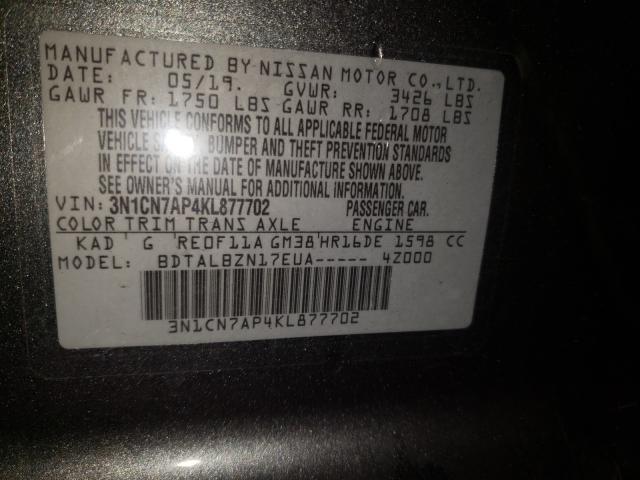 MANUFACTURED BY NISSAN MOTOR CO., LTD.
DATE: 05/19. GVWR: 3426 LBS
GAWR FR: 1750 LBS GAWR RR: 1708 LBS
THIS VEHICLE CONFORMS TO ALL APPLICABLE FEDERAL MOTOR
VEHICLE BUMPER AND THEFT PREVENTION STANDARDS
IN EFFECT ON THE DATE OF MANUFACTURE SHOWN ABOVE.
SEE OWNER'S MANUAL FOR ADDITIONAL INFORMATION.
VIN: 3N1CN7AP4KL877702 PASSENGER CAR.
COLOR TRIM TRANS AXLE ENGINE
KAD G RE0F11A GM38 HR16DE 1598 CC
MODEL: BDTALBZN17EUA----- 4Z000
3N1CN7AP4KL877702